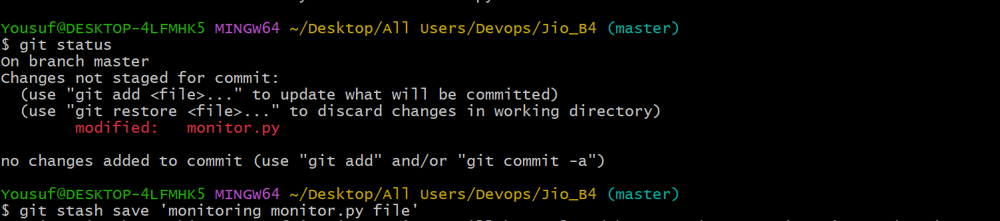 Yousuf@DESKTOP-4LFMHK5 MINGW64 ~/Desktop/All Users/Devops/Jio_B4 (master)
$ git status
On branch master
Changes not staged for commit:
  (use "git add <file>..." to update what will be committed)
  (use "git restore <file>..." to discard changes in working directory)
        modified:   monitor.py

no changes added to commit (use "git add" and/or "git commit -a")

Yousuf@DESKTOP-4LFMHK5 MINGW64 ~/Desktop/All Users/Devops/Jio_B4 (master)
$ git stash save 'monitoring monitor.py file'